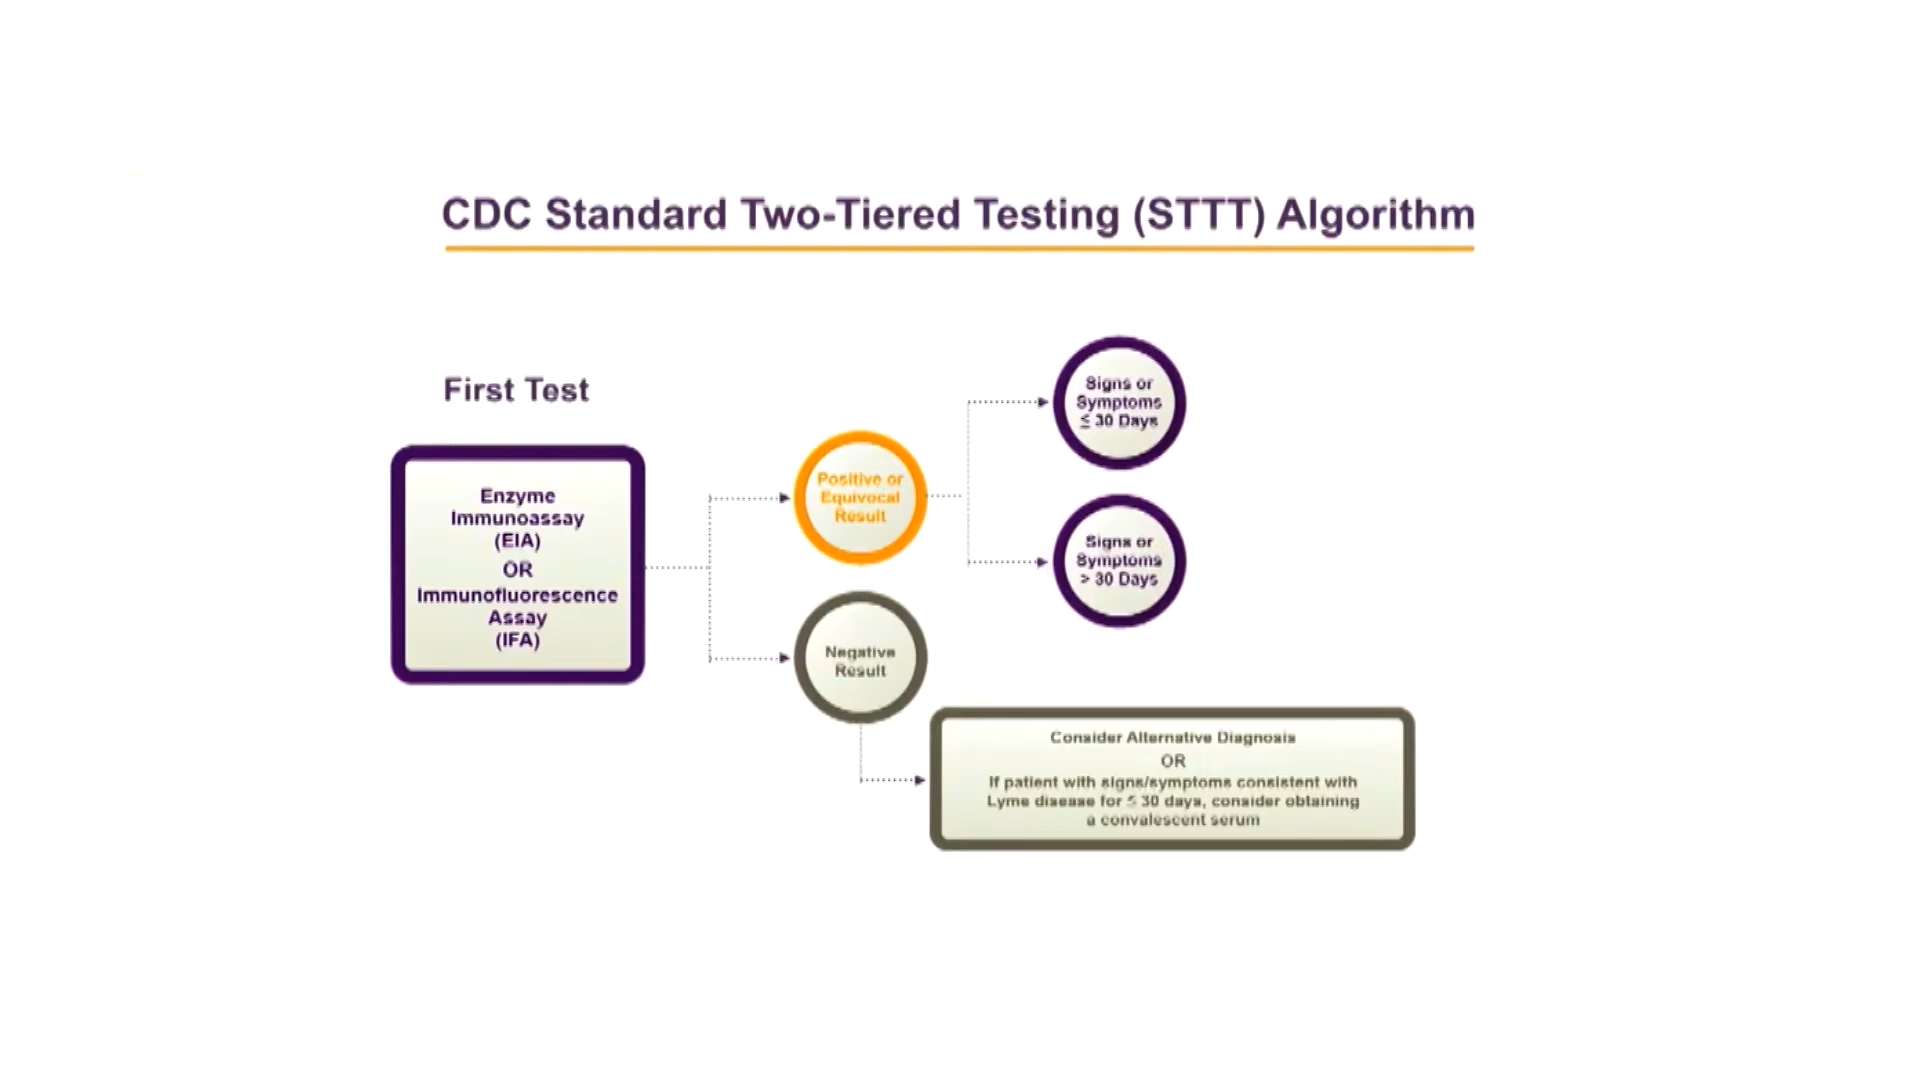 CDC Standard Two-Tiered Testing (STTT) Algorithm
First Test
Enzyme
Immunoassay
(EIA)
OR
Immunofluorescence
Assay
(IFA)
Positive or
Equivocal
Result
Negative
Result
Signs or
Symptoms
≤ 30 Days
Signs or
Symptoms
> 30 Days
Consider Alternative Diagnosis
OR
If patient with signs/symptoms consistent with
Lyme disease for ≤ 30 days, consider obtaining
a convalescent serum